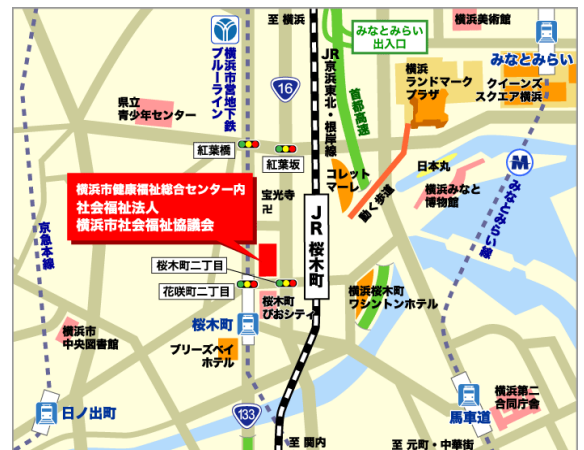 至 横浜
みなとみらい
出入口
横浜美術館
みなとみらい
横浜市営地下鉄
ブルーライン
JR京浜東北・根岸線
16
首都高速
横浜
ランドマーク
プラザ
クイーンズ
スクエア横浜
県立
青少年センター
紅葉橋
紅葉坂
コレット
マーレ
動く歩道
日本丸
横浜みなと
博物館
みなとみらい線
横浜市健康福祉総合センター内
社会福祉法人
横浜市社会福祉協議会
宝光寺
卍
JR 桜木町
京急本線
桜木町二丁目
花咲町二丁目
桜木町
ぴおシティ
横浜桜木町
ワシントンホテル
桜木町
横浜市
中央図書館
ブリーズベイ
ホテル
日ノ出町
133
馬車道
横浜第二
合同庁舎
至 関内
至 元町・中華街